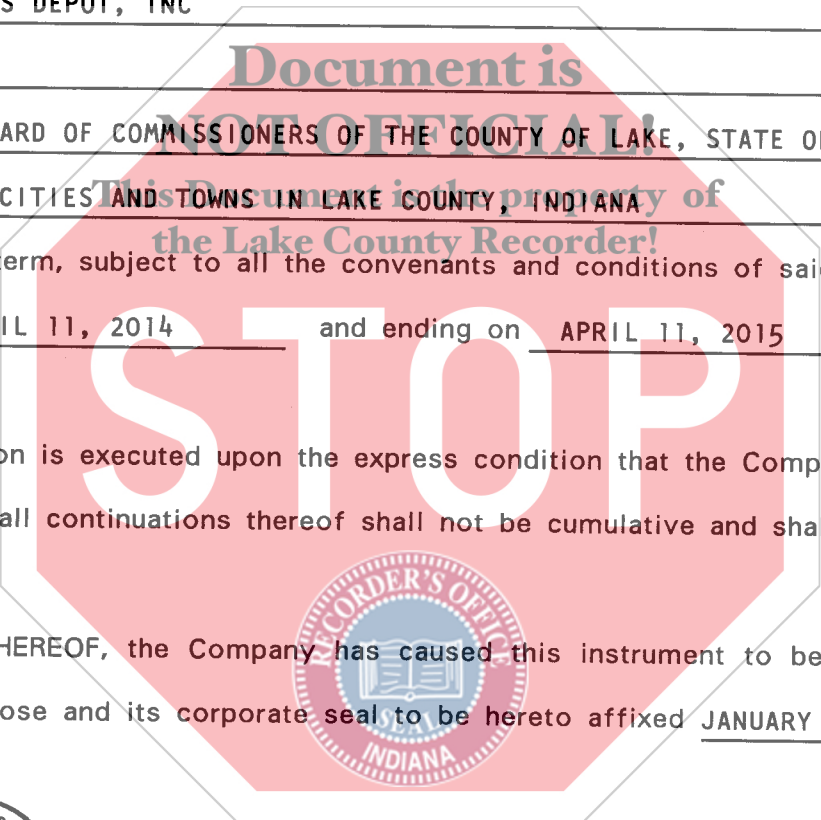 S DEPOT, INC
Document is
NOT OFFICIAL!
ARD OF COMMISSIONERS OF THE COUNTY OF LAKE, STATE O
This Document is the property of
CITIES AND TOWNS IN LAKE COUNTY, INDIANA
the Lake County Recorder!
erm, subject to all the convenants and conditions of sai
IL 11, 2014 and ending on APRIL 11, 2015
STOP
on is executed upon the express condition that the Comp
all continuations thereof shall not be cumulative and sha
RECORDER'S OFFICE
HEREOF, the Company has caused this instrument to be
ose and its corporate seal to be hereto affixed JANUARY
SEAL
INDIANA